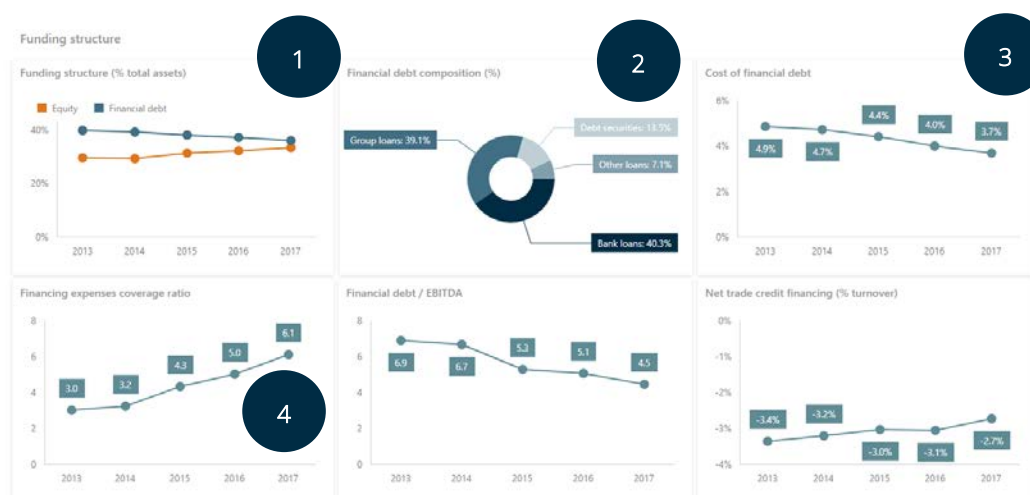 Funding structure
1
2
3
Funding structure (% total assets)
Financial debt composition (%)
Cost of financial debt
Equity Financial debt
40%
20%
0%
2013 2014 2015 2016 2017
Group loans: 39.1%
Debt securities: 13.5%
Other loans: 7.1%
Bank loans: 40.3%
6%
4%
2%
0%
4.9% 4.7% 4.4% 4.0% 3.7%
2013 2014 2015 2016 2017
Financing expenses coverage ratio
Financial debt / EBITDA
Net trade credit financing (% turnover)
8
6
4
2
0
3.0 3.2 4.3 5.0 6.1
4
2013 2014 2015 2016 2017
8
6
4
2
0
6.9 6.7 5.3 5.1 4.5
2013 2014 2015 2016 2017
0%
-1%
-2%
-3%
-4%
-3.4% -3.2% -3.0% -3.1% -2.7%
2013 2014 2015 2016 2017